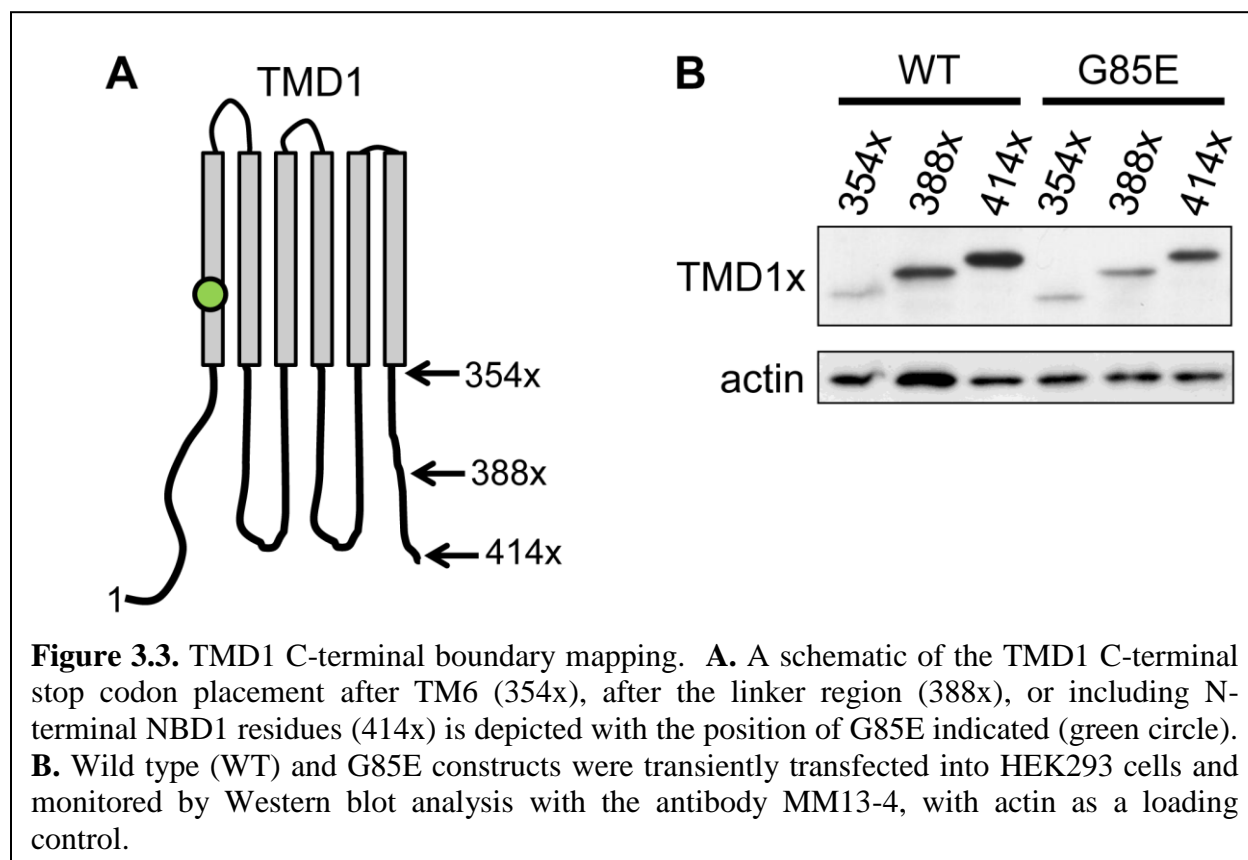 A
TMD1
354x
388x
414x
1
B
WT G85E
354x 388x 414x 354x 388x 414x
TMD1x
actin
Figure 3.3. TMD1 C-terminal boundary mapping. A. A schematic of the TMD1 C-terminal
stop codon placement after TM6 (354x), after the linker region (388x), or including N-
terminal NBD1 residues (414x) is depicted with the position of G85E indicated (green circle).
B. Wild type (WT) and G85E constructs were transiently transfected into HEK293 cells and
monitored by Western blot analysis with the antibody MM13-4, with actin as a loading
control.